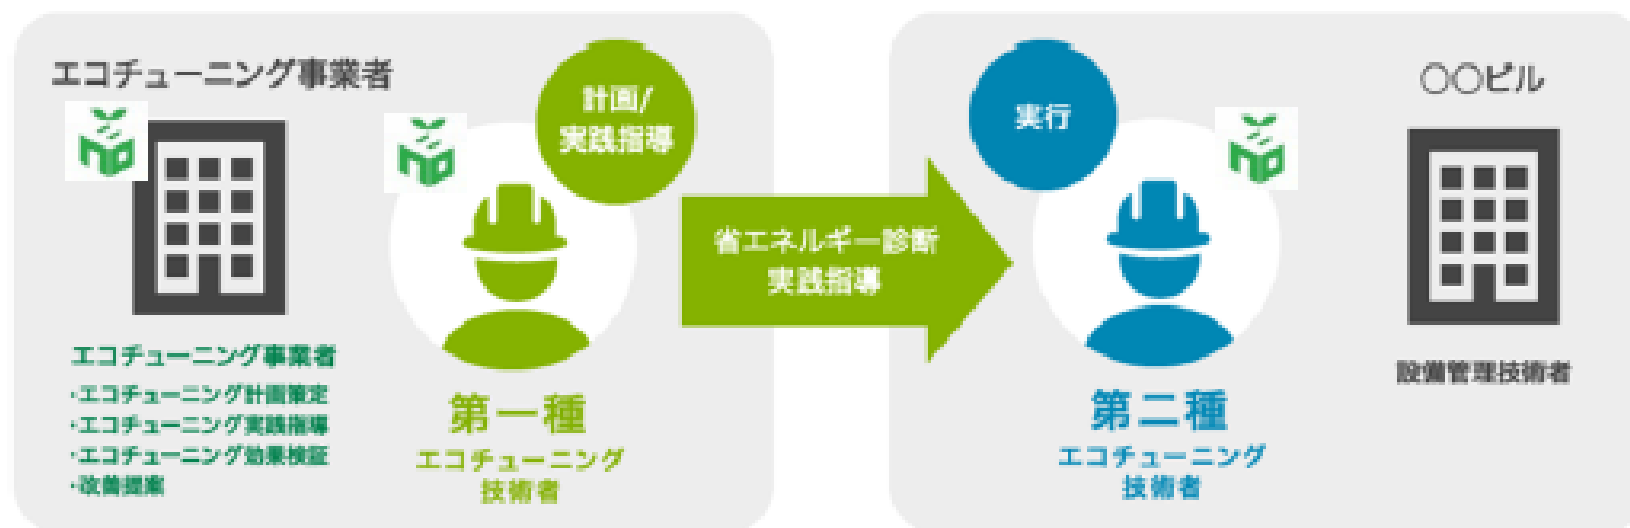 エコチューニング事業者
計画/
実践指導
エコチューニング事業者
・エコチューニング計画策定
・エコチューニング実践指導
・エコチューニング効果検証
・改善提案
第一種
エコチューニング
技術者
省エネルギー診断
実践指導
実行
第二種
エコチューニング
技術者
〇〇ビル
設備管理技術者